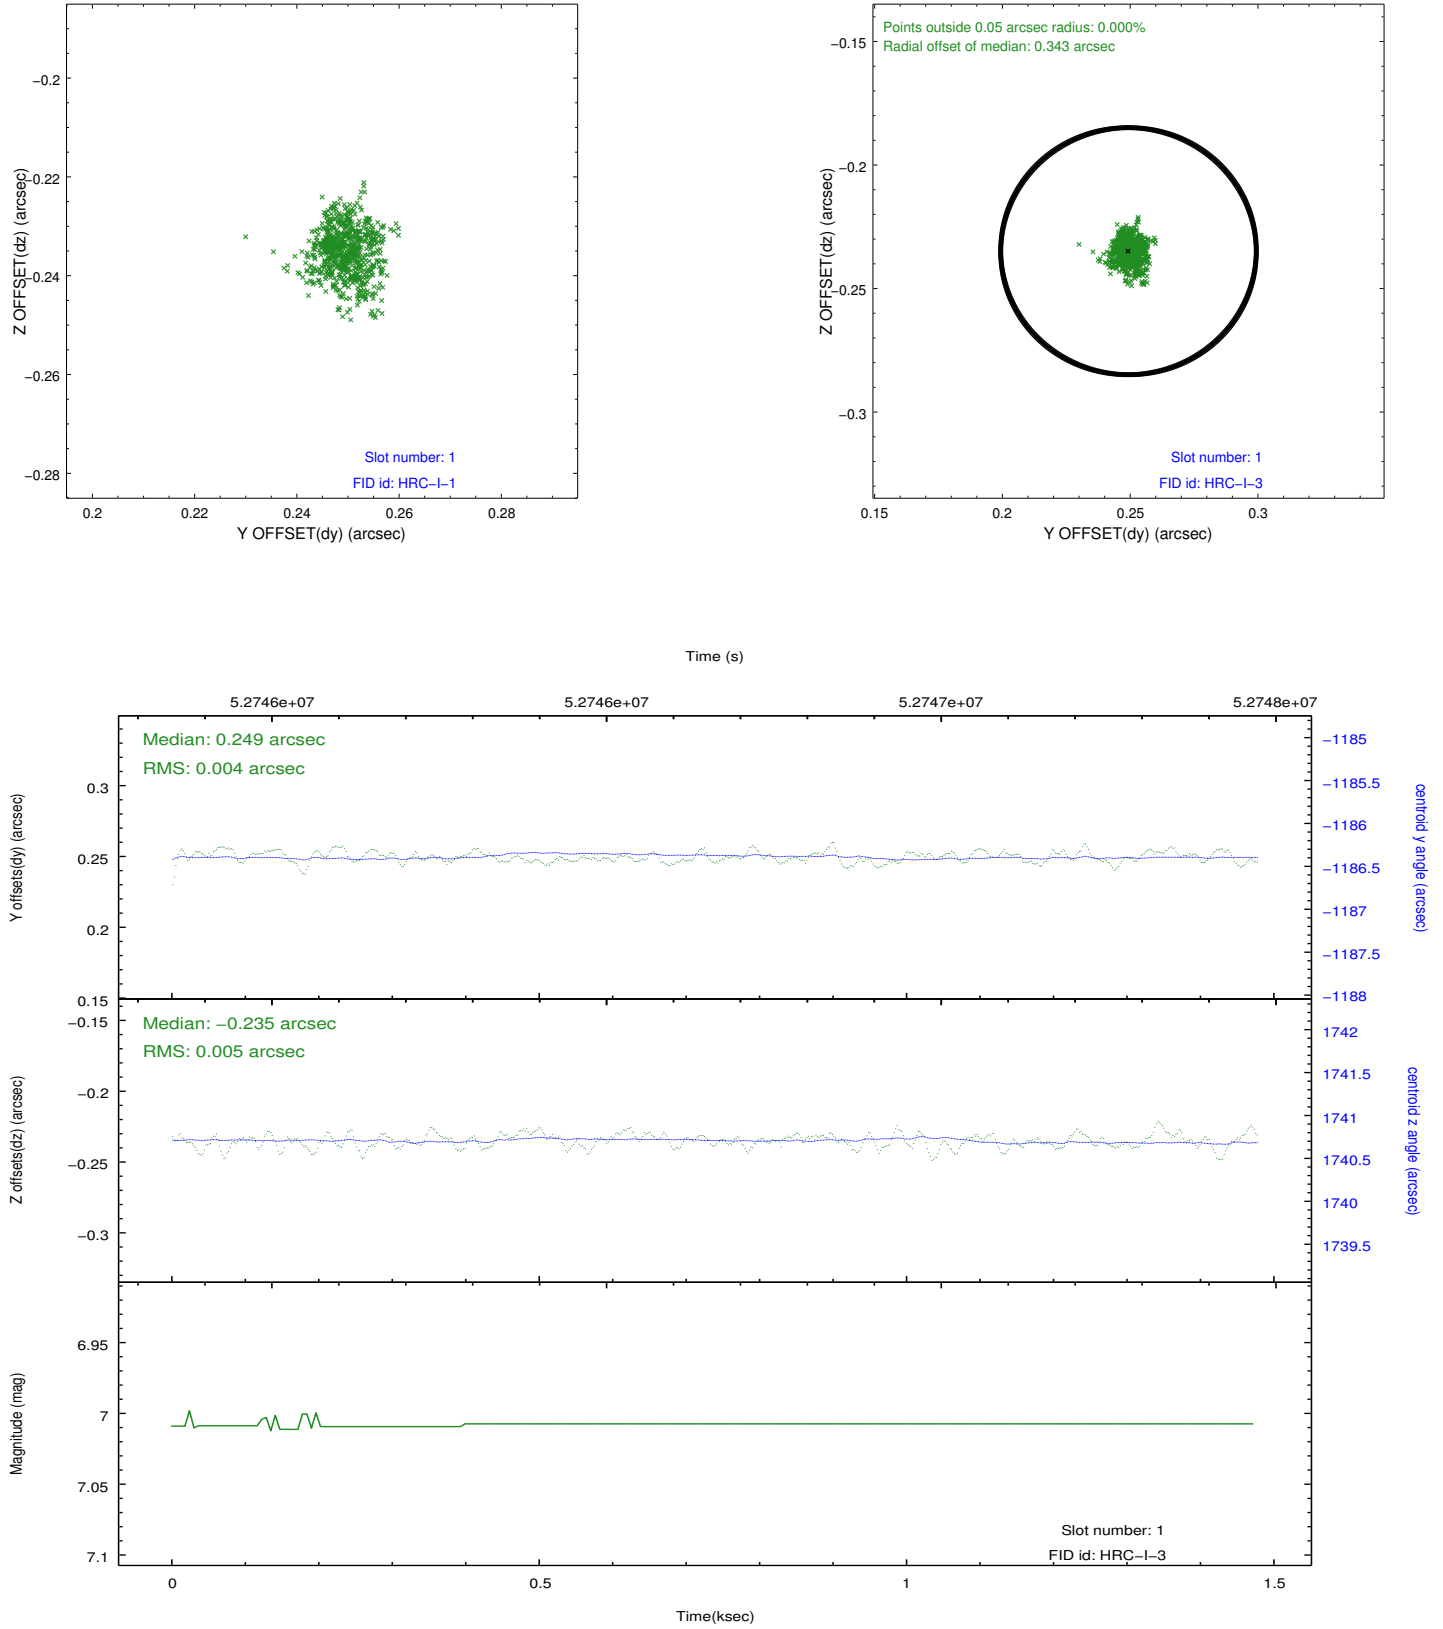 −0.2
−0.22
−0.24
−0.26
−0.28
Z OFFSET(dz) (arcsec)
Slot number: 1
FID id: HRC−I−1
0.2
0.22
0.24
0.26
0.28
Y OFFSET(dy) (arcsec)
Points outside 0.05 arcsec radius: 0.000%
Radial offset of median: 0.343 arcsec
−0.15
−0.2
−0.25
−0.3
Z OFFSET(dz) (arcsec)
Slot number: 1
FID id: HRC−I−3
0.15
0.2
0.25
0.3
Y OFFSET(dy) (arcsec)
Time (s)
5.2746e+07
5.2746e+07
5.2747e+07
5.2748e+07
Median: 0.249 arcsec
RMS: 0.004 arcsec
0.3
0.25
0.2
0.15
Y offsets(dy) (arcsec)
−1185
−1185.5
−1186
−1186.5
−1187
−1187.5
−1188
centroid y angle (arcsec)
Median: −0.235 arcsec
RMS: 0.005 arcsec
−0.15
−0.2
−0.25
−0.3
Z offsets(dz) (arcsec)
1742
1741.5
1741
1740.5
1740
1739.5
centroid z angle (arcsec)
6.95
7
7.05
7.1
Magnitude (mag)
Slot number: 1
FID id: HRC−I−3
0
0.5
1
1.5
Time(ksec)